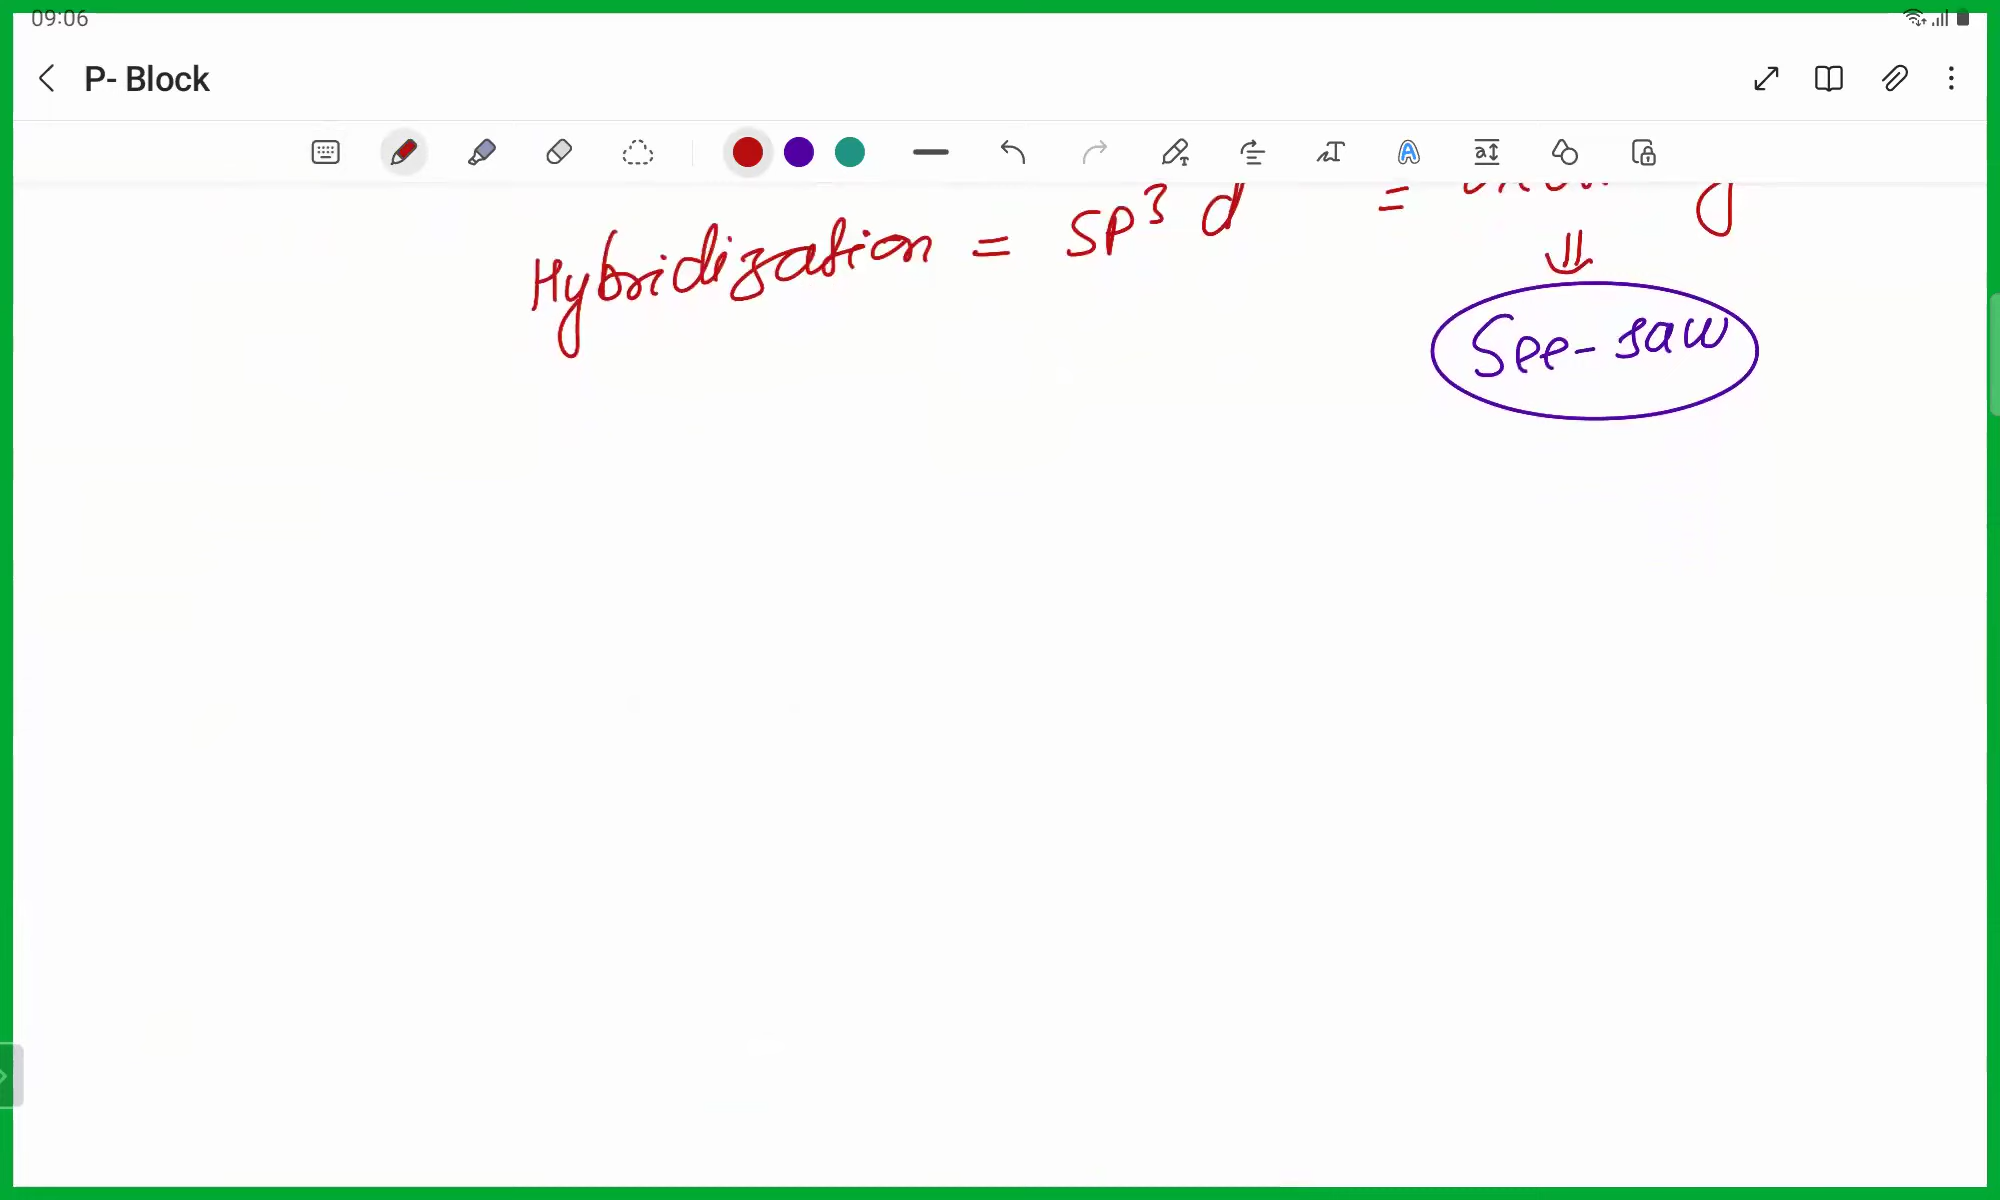 09:06
P- Block
Hybridization = SP³ d =
See-saw